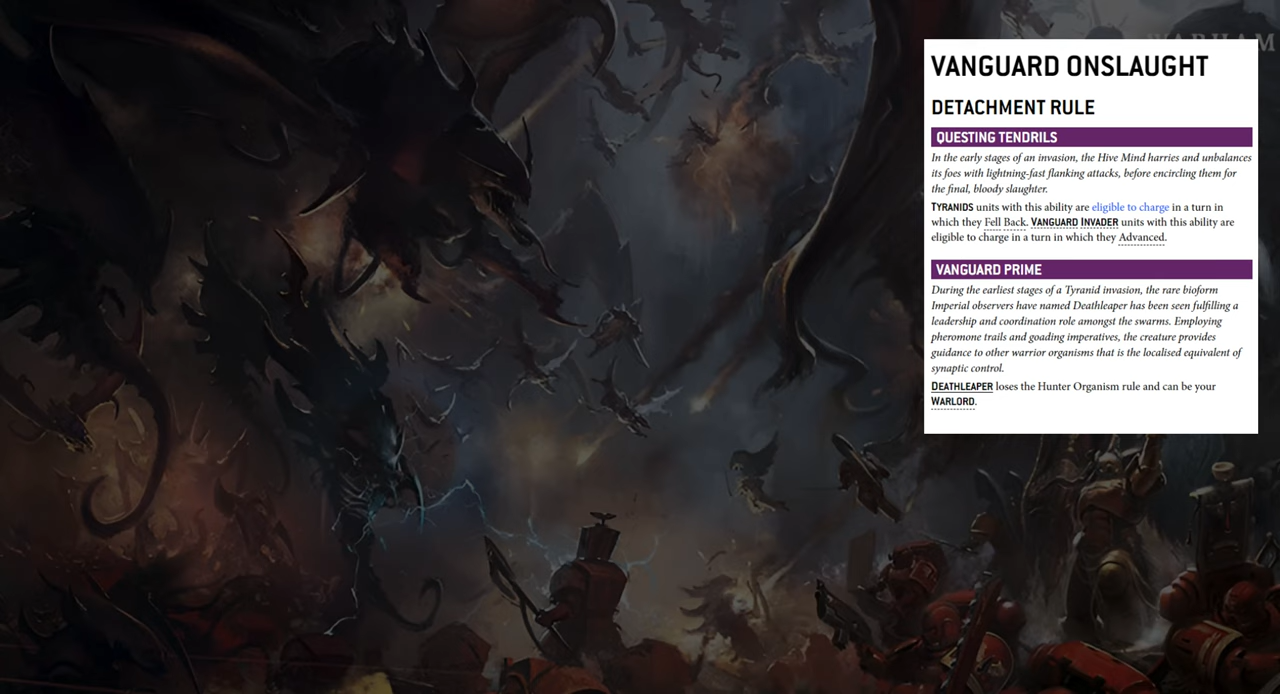 VANGUARD ONSLAUGHT
DETACHMENT RULE
QUESTING TENDRILS
In the early stages of an invasion, the Hive Mind harries and unbalances
its foes with lightning-fast flanking attacks, before encircling them for
the final, bloody slaughter.
TYRANIDS units with this ability are eligible to charge in a turn in
which they Fell Back. VANGUARD INVADER units with this ability are
eligible to charge in a turn in which they Advanced.
VANGUARD PRIME
During the earliest stages of a Tyranid invasion, the rare bioform
Imperial observers have named Deathleaper has been seen fulfilling a
leadership and coordination role amongst the swarms. Employing
pheromone trails and goading imperatives, the creature provides
guidance to other warrior organisms that is the localised equivalent of
synaptic control.
DEATHLEAPER loses the Hunter Organism rule and can be your
WARLORD.